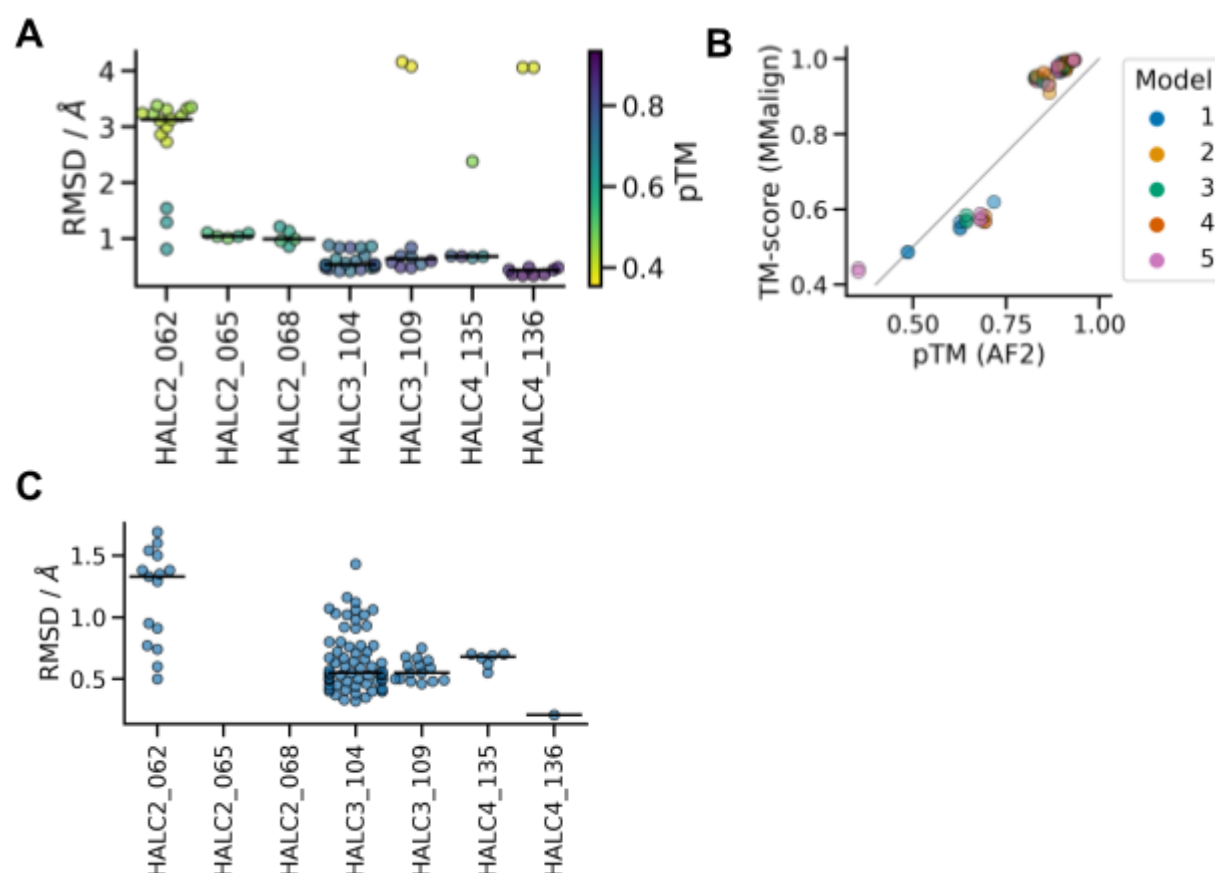 A
4
3
2
1
RMSD / Å
0.8
0.6
0.4
pTM
HALC2_062
HALC2_065
HALC2_068
HALC3_104
HALC3_109
HALC4_135
HALC4_136
B
1.0
0.8
0.6
0.4
TM-score (MMalign)
0.50 0.75 1.00
pTM (AF2)
Model
1
2
3
4
5
C
1.5
1.0
0.5
RMSD / Å
HALC2_062
HALC2_065
HALC2_068
HALC3_104
HALC3_109
HALC4_135
HALC4_136